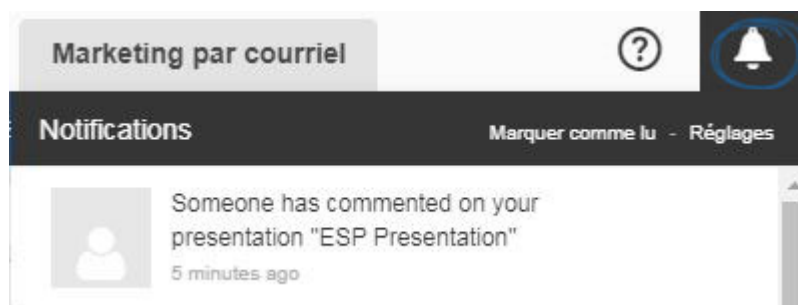 Marketing par courriel
Notifications
Marquer comme lu - Réglages
Someone has commented on your
presentation "ESP Presentation"
5 minutes ago